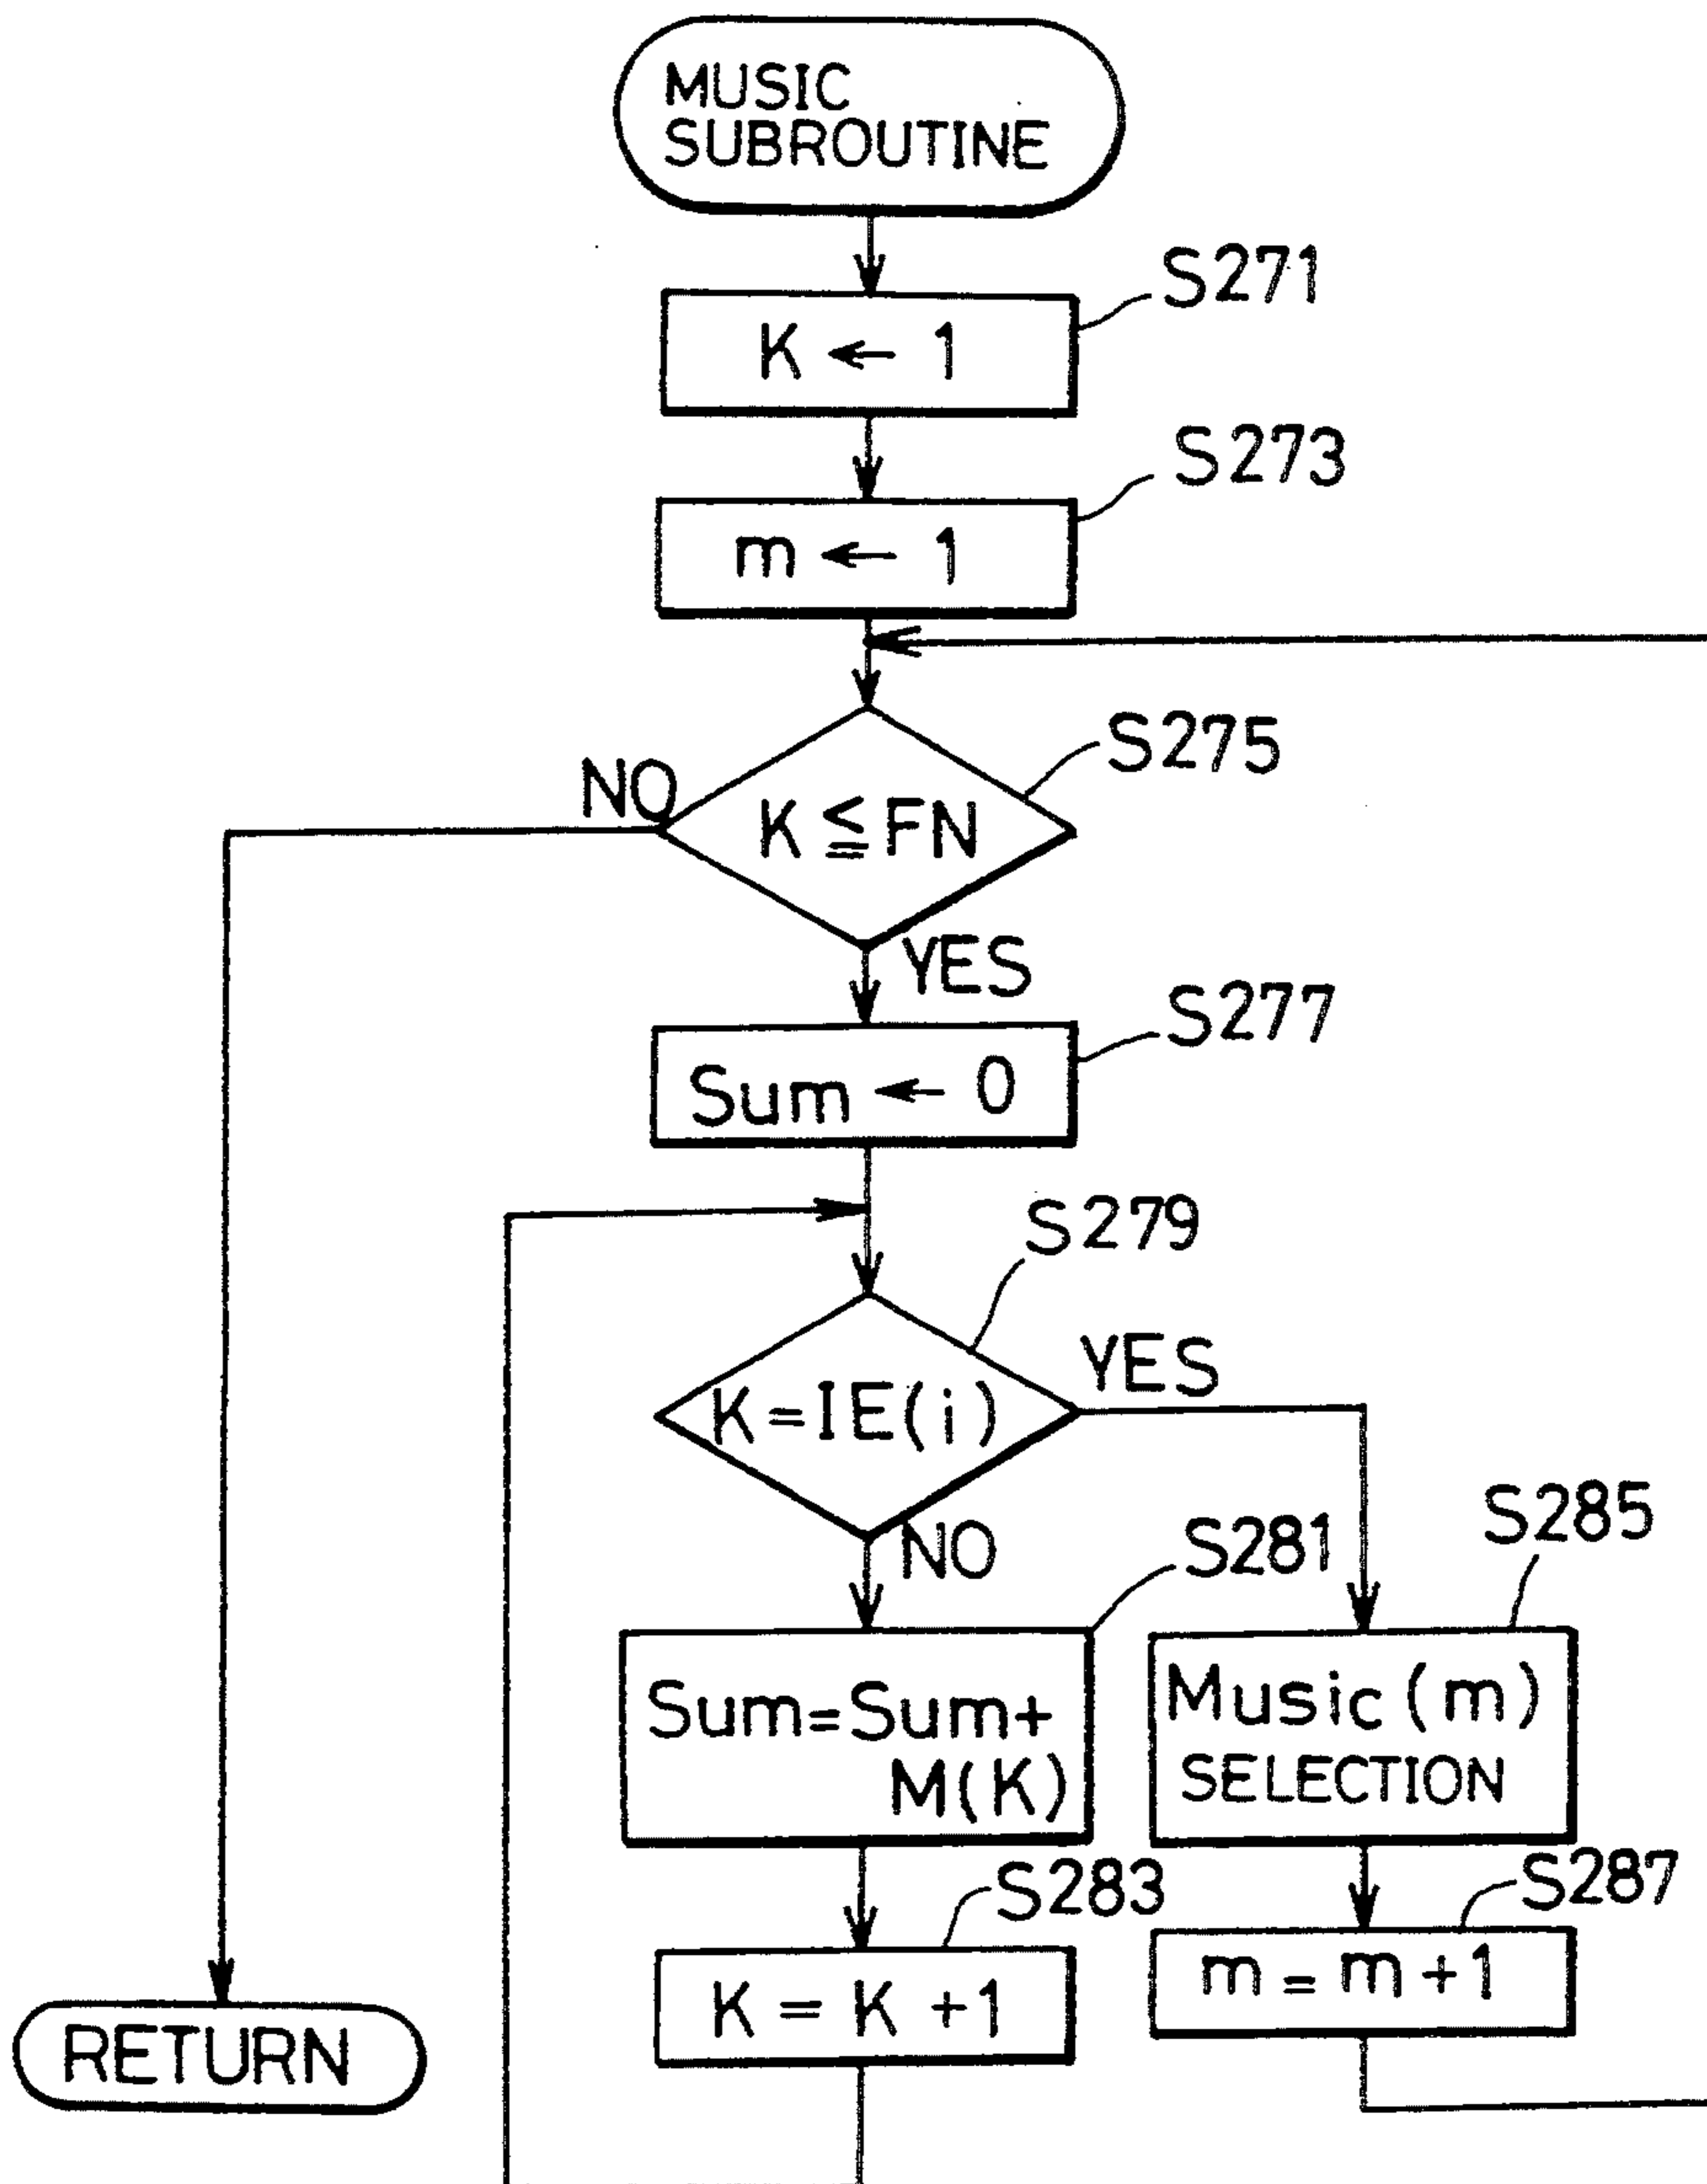 MUSIC
SUBROUTINE
S271
K ← 1
S273
m ← 1
S275
NO
K ≦ FN
YES
S277
Sum ← 0
S279
K = IE(i)
YES
NO
S281
S285
Sum = Sum +
M(K)
Music (m)
SELECTION
S283
S287
K = K + 1
m = m + 1
RETURN